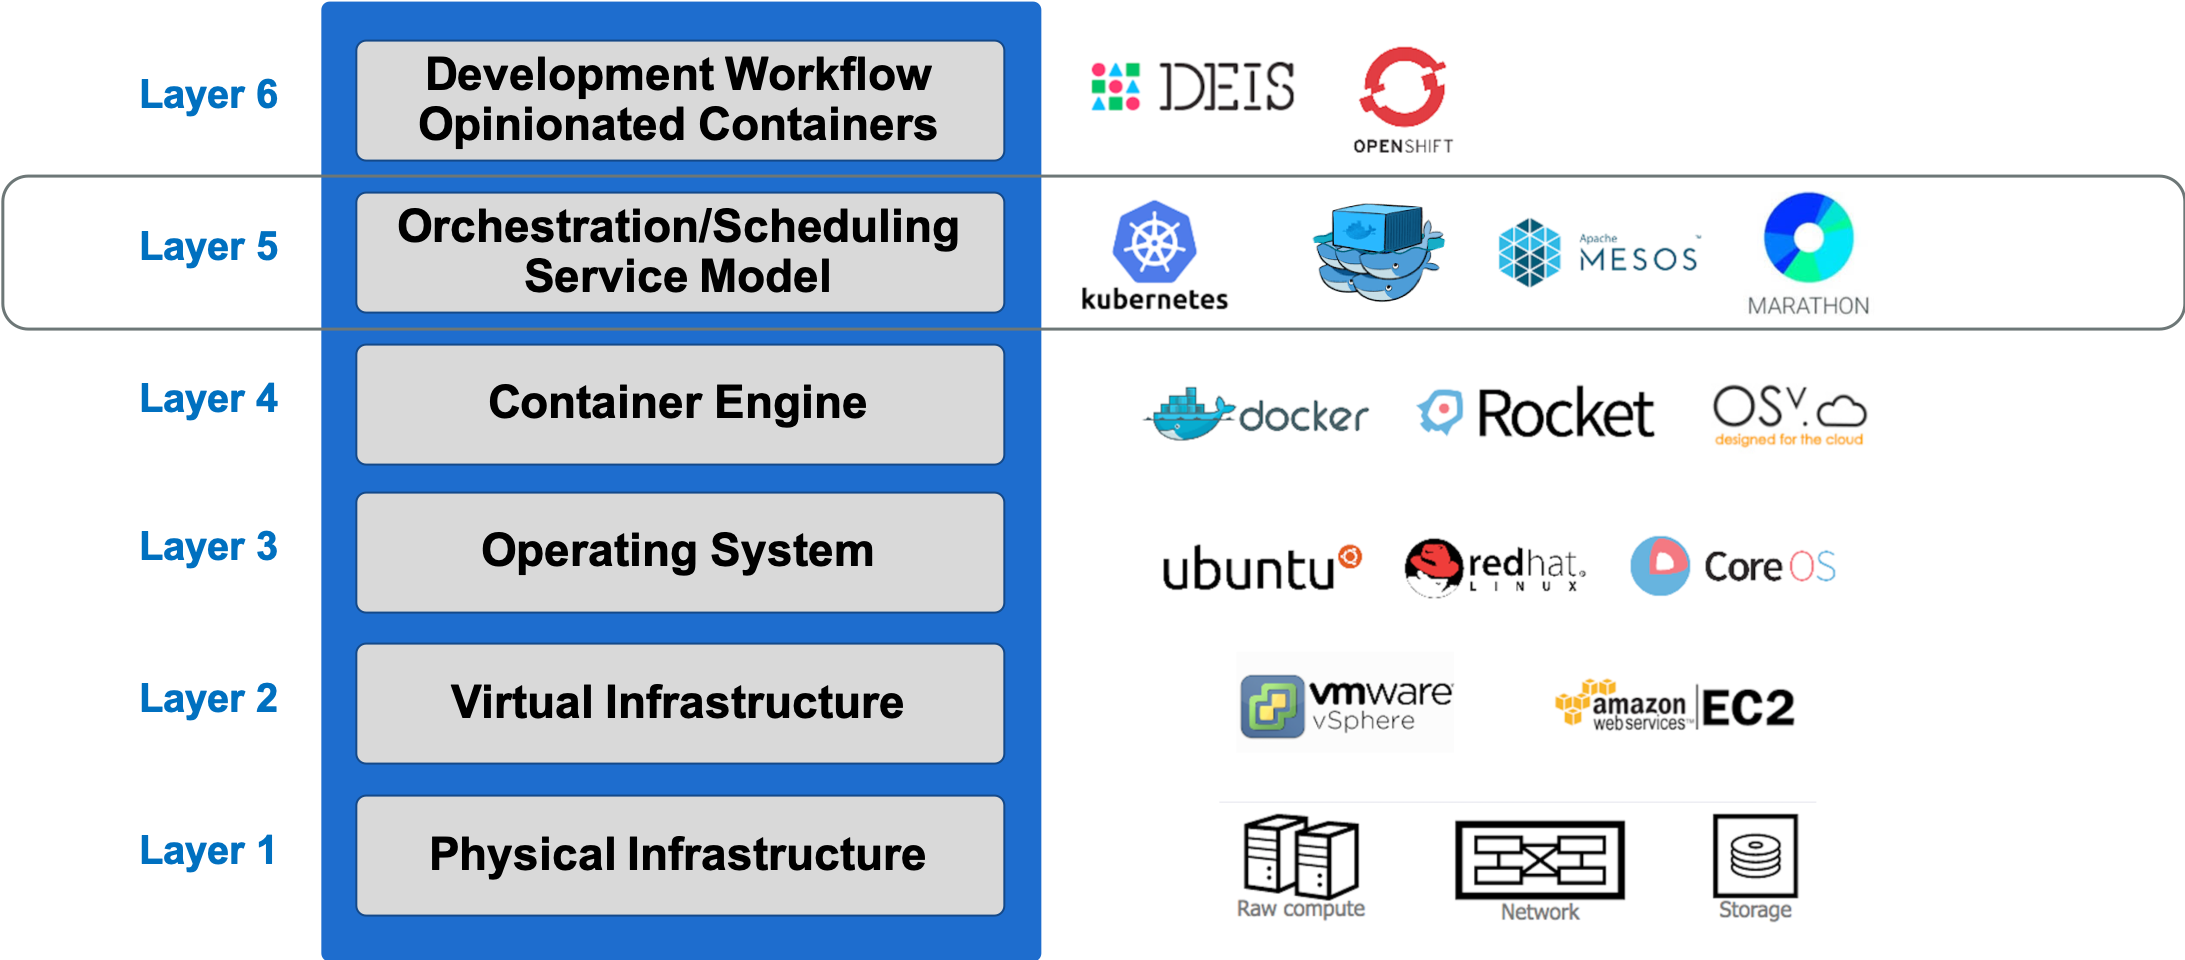 Layer 6
Development Workflow
Opinionated Containers
DEIS
OPENSHIFT
Layer 5
Orchestration/Scheduling
Service Model
kubernetes
Apache
MESOS™
MARATHON
Layer 4
Container Engine
docker
Rocket
OSv.
designed for the cloud
Layer 3
Operating System
ubuntu
redhat.
LINUX
CoreOS
Layer 2
Virtual Infrastructure
vmware
vSphere
amazon
webservices™
EC2
Layer 1
Physical Infrastructure
Raw compute
Network
Storage